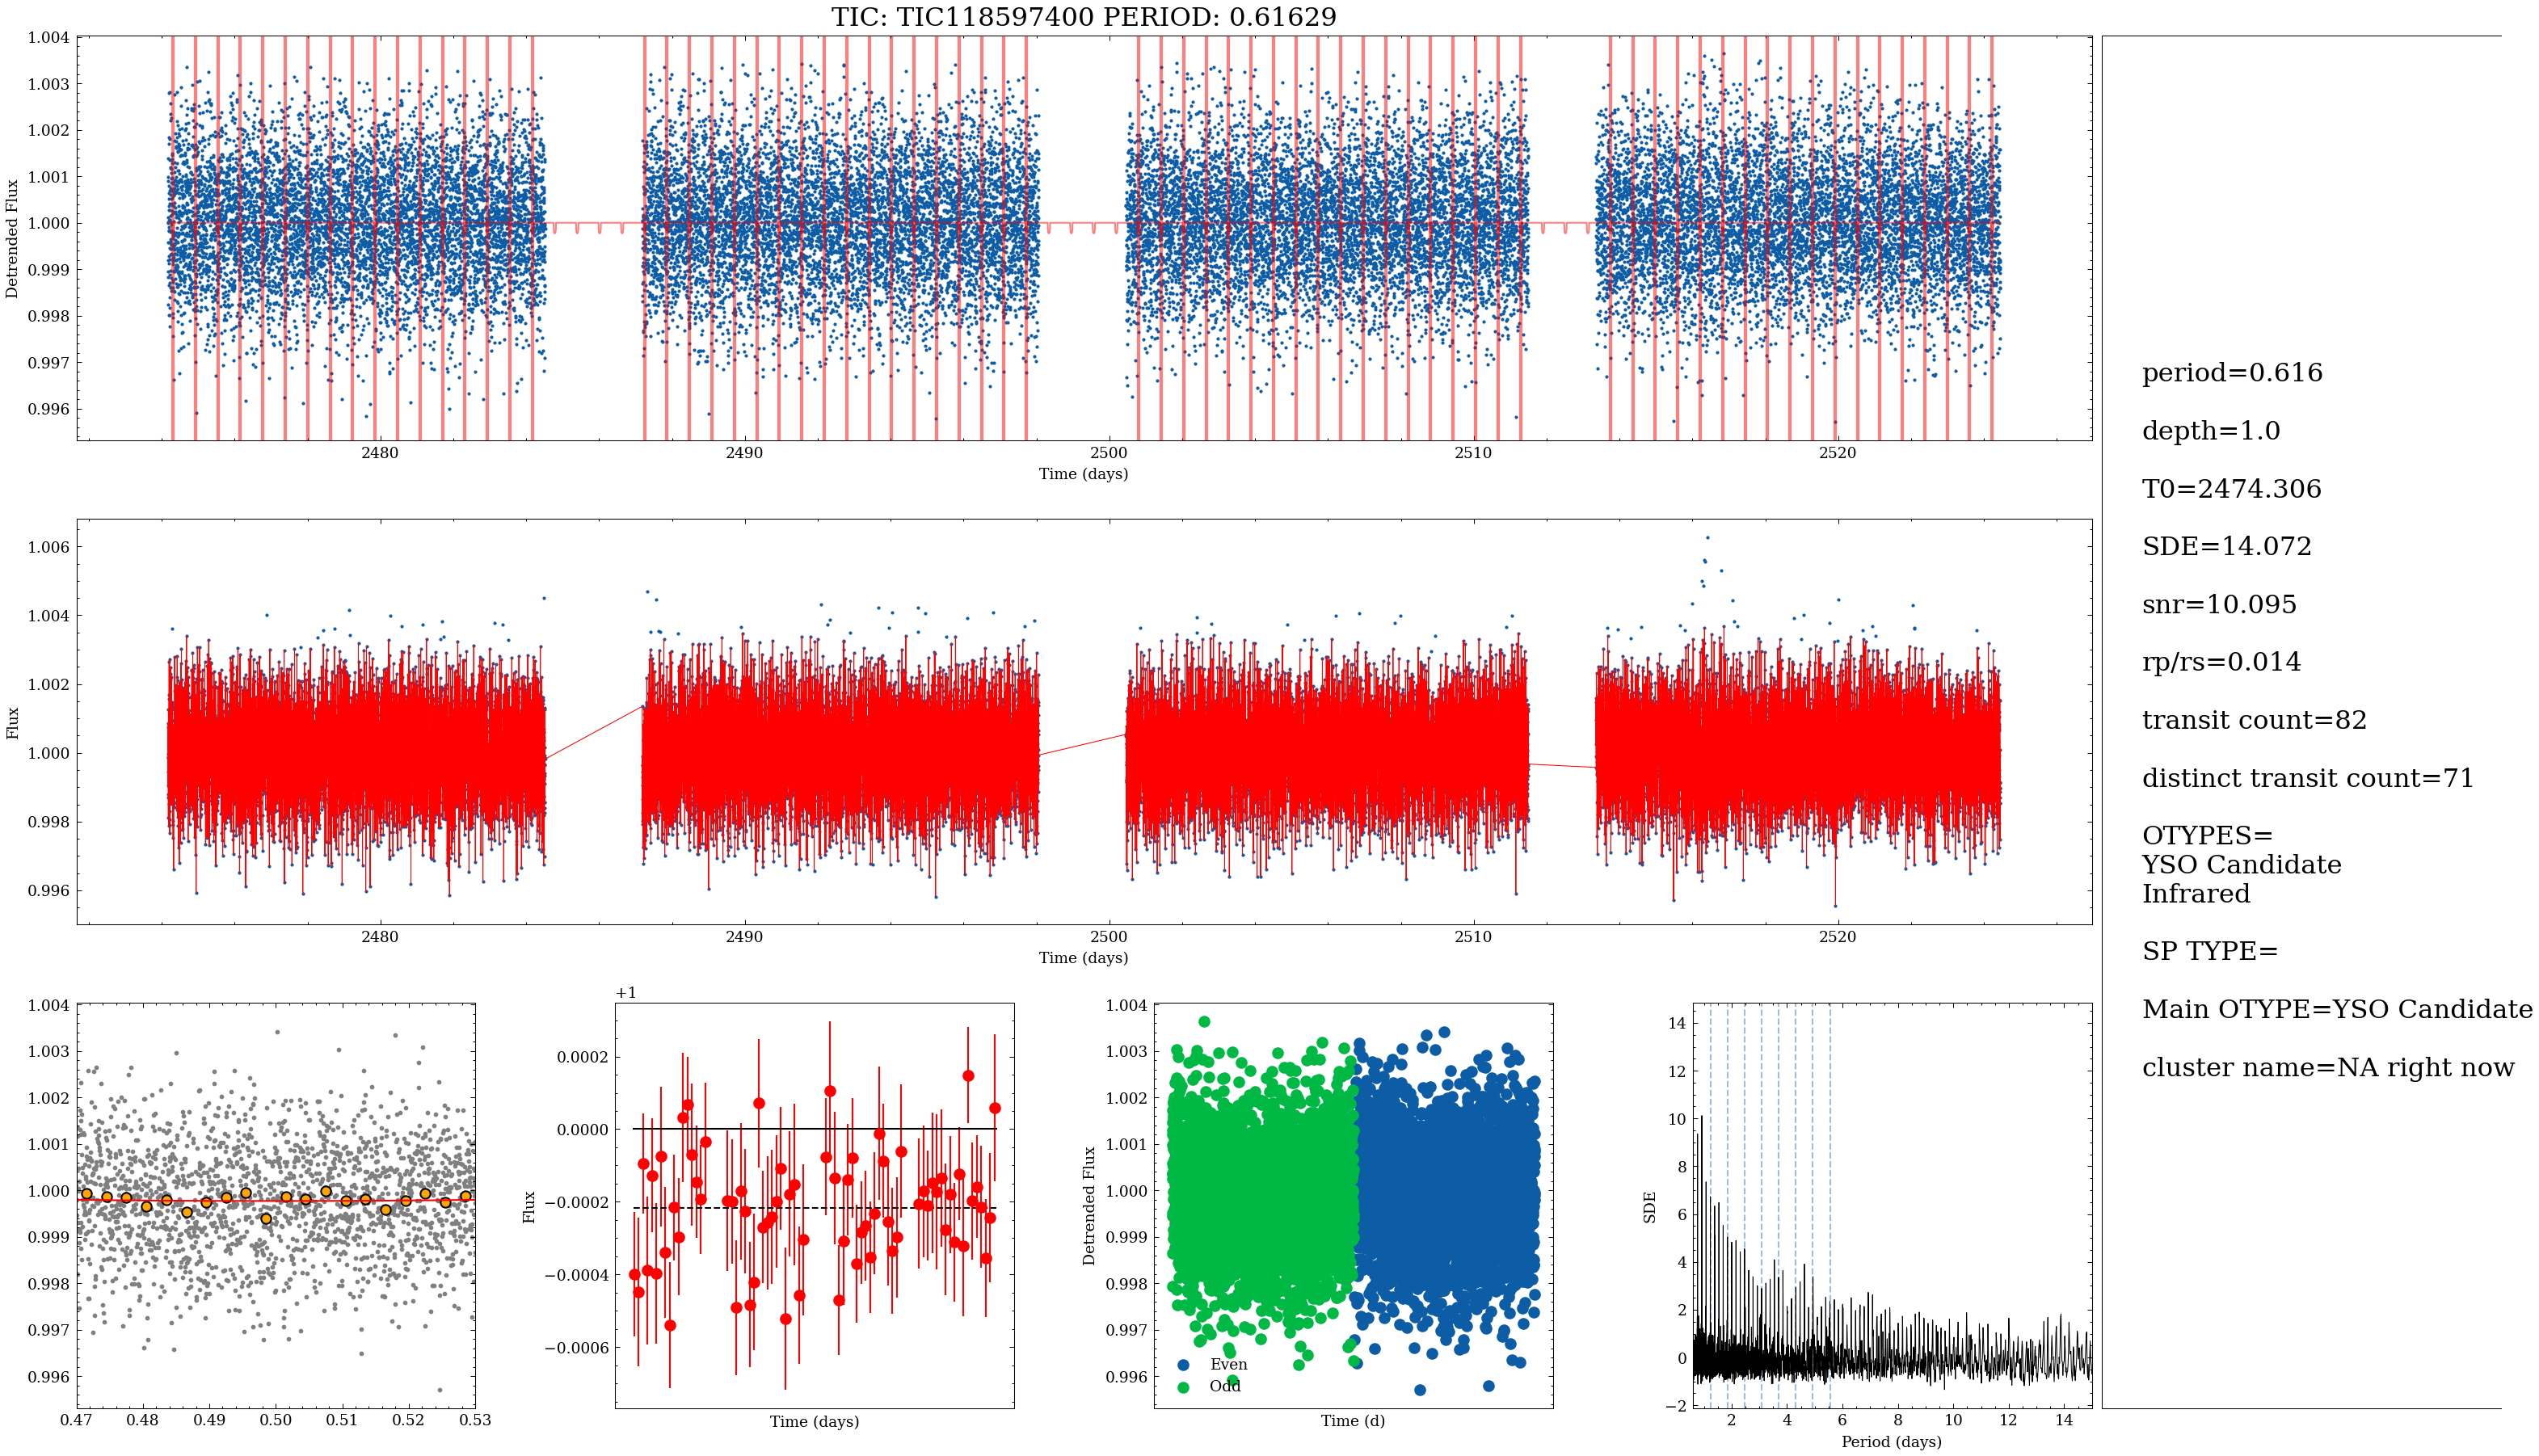 TIC: TIC118597400 PERIOD: 0.61629
1.004
1.003
1.002
1.001
1.000
0.999
0.998
0.997
0.996
Detrended Flux
2480
2490
2500
2510
2520
Time (days)
1.006
1.004
1.002
1.000
0.998
0.996
Flux
2480
2490
2500
2510
2520
Time (days)
1.004
1.003
1.002
1.001
1.000
0.999
0.998
0.997
0.996
0.47
0.48
0.49
0.50
0.51
0.52
0.53
+1
0.0002
0.0000
−0.0002
−0.0004
−0.0006
Flux
Time (days)
1.004
1.003
1.002
1.001
1.000
0.999
0.998
0.997
0.996
Detrended Flux
Even
Odd
Time (d)
14
12
10
8
6
4
2
0
−2
SDE
2
4
6
8
10
12
14
Period (days)
period=0.616
depth=1.0
T0=2474.306
SDE=14.072
snr=10.095
rp/rs=0.014
transit count=82
distinct transit count=71
OTYPES=
YSO Candidate
Infrared
SP TYPE=
Main OTYPE=YSO Candidate
cluster name=NA right now